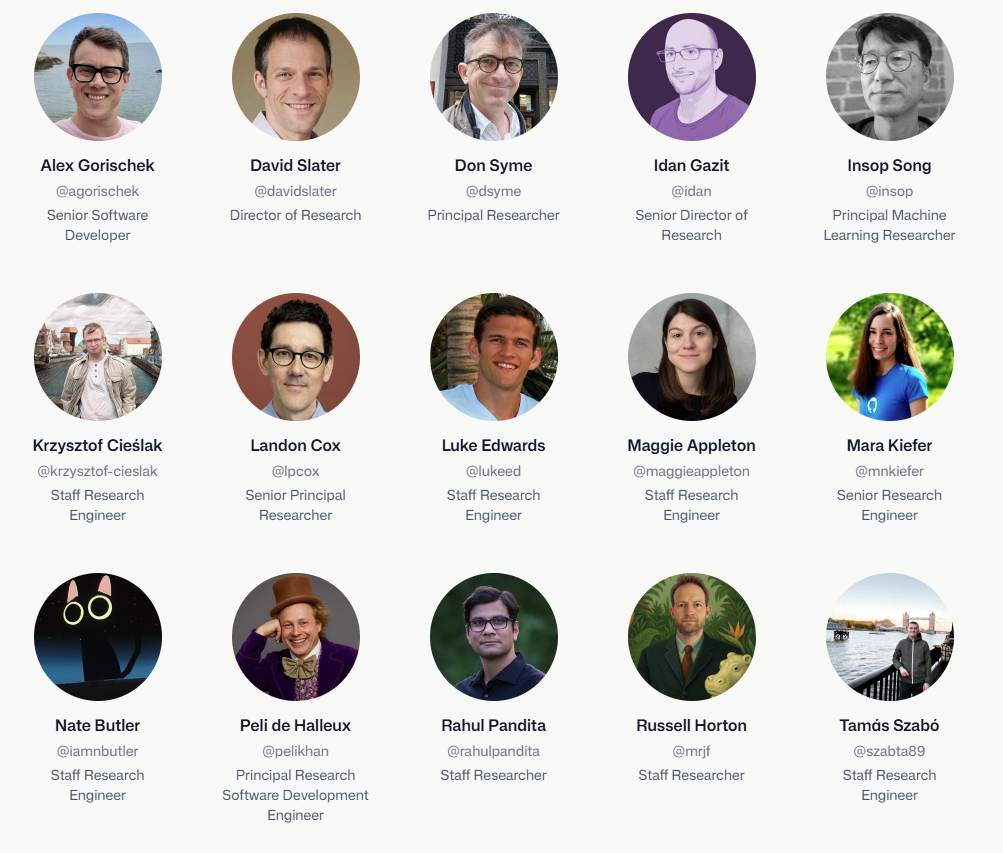 Alex Gorischek
@agorischek
Senior Software
Developer
David Slater
@davidslater
Director of Research
Don Syme
@dsyme
Principal Researcher
Idan Gazit
@idan
Senior Director of
Research
Insop Song
@insop
Principal Machine
Learning Researcher
Krzysztof Cieślak
@krzysztof-cieslak
Staff Research
Engineer
Landon Cox
@lpcox
Senior Principal
Researcher
Luke Edwards
@lukeed
Staff Research
Engineer
Maggie Appleton
@maggieappleton
Staff Research
Engineer
Mara Kiefer
@mnkiefer
Senior Research
Engineer
Nate Butler
@iamnbutler
Staff Research
Engineer
Peli de Halleux
@pelikhan
Principal Research
Software Development
Engineer
Rahul Pandita
@rahulpandita
Staff Researcher
Russell Horton
@mrjf
Staff Researcher
Tamás Szabó
@szabta89
Staff Research
Engineer